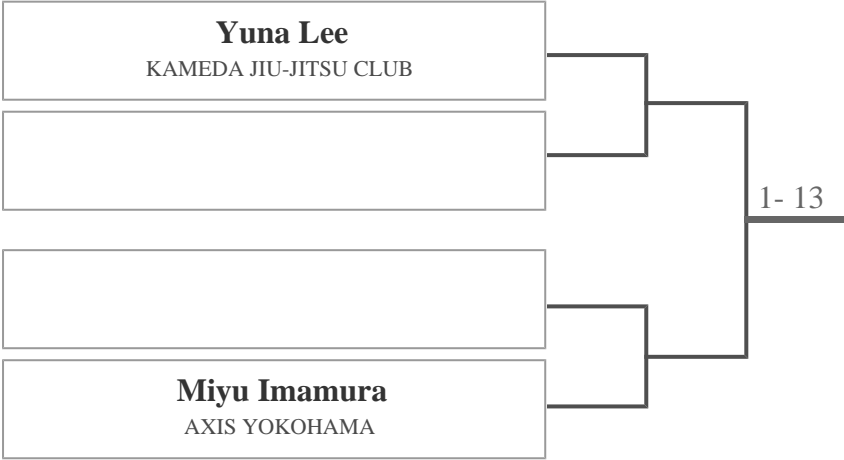 Yuna Lee
KAMEDA JIU-JITSU CLUB
1- 13
Miyu Imamura
AXIS YOKOHAMA